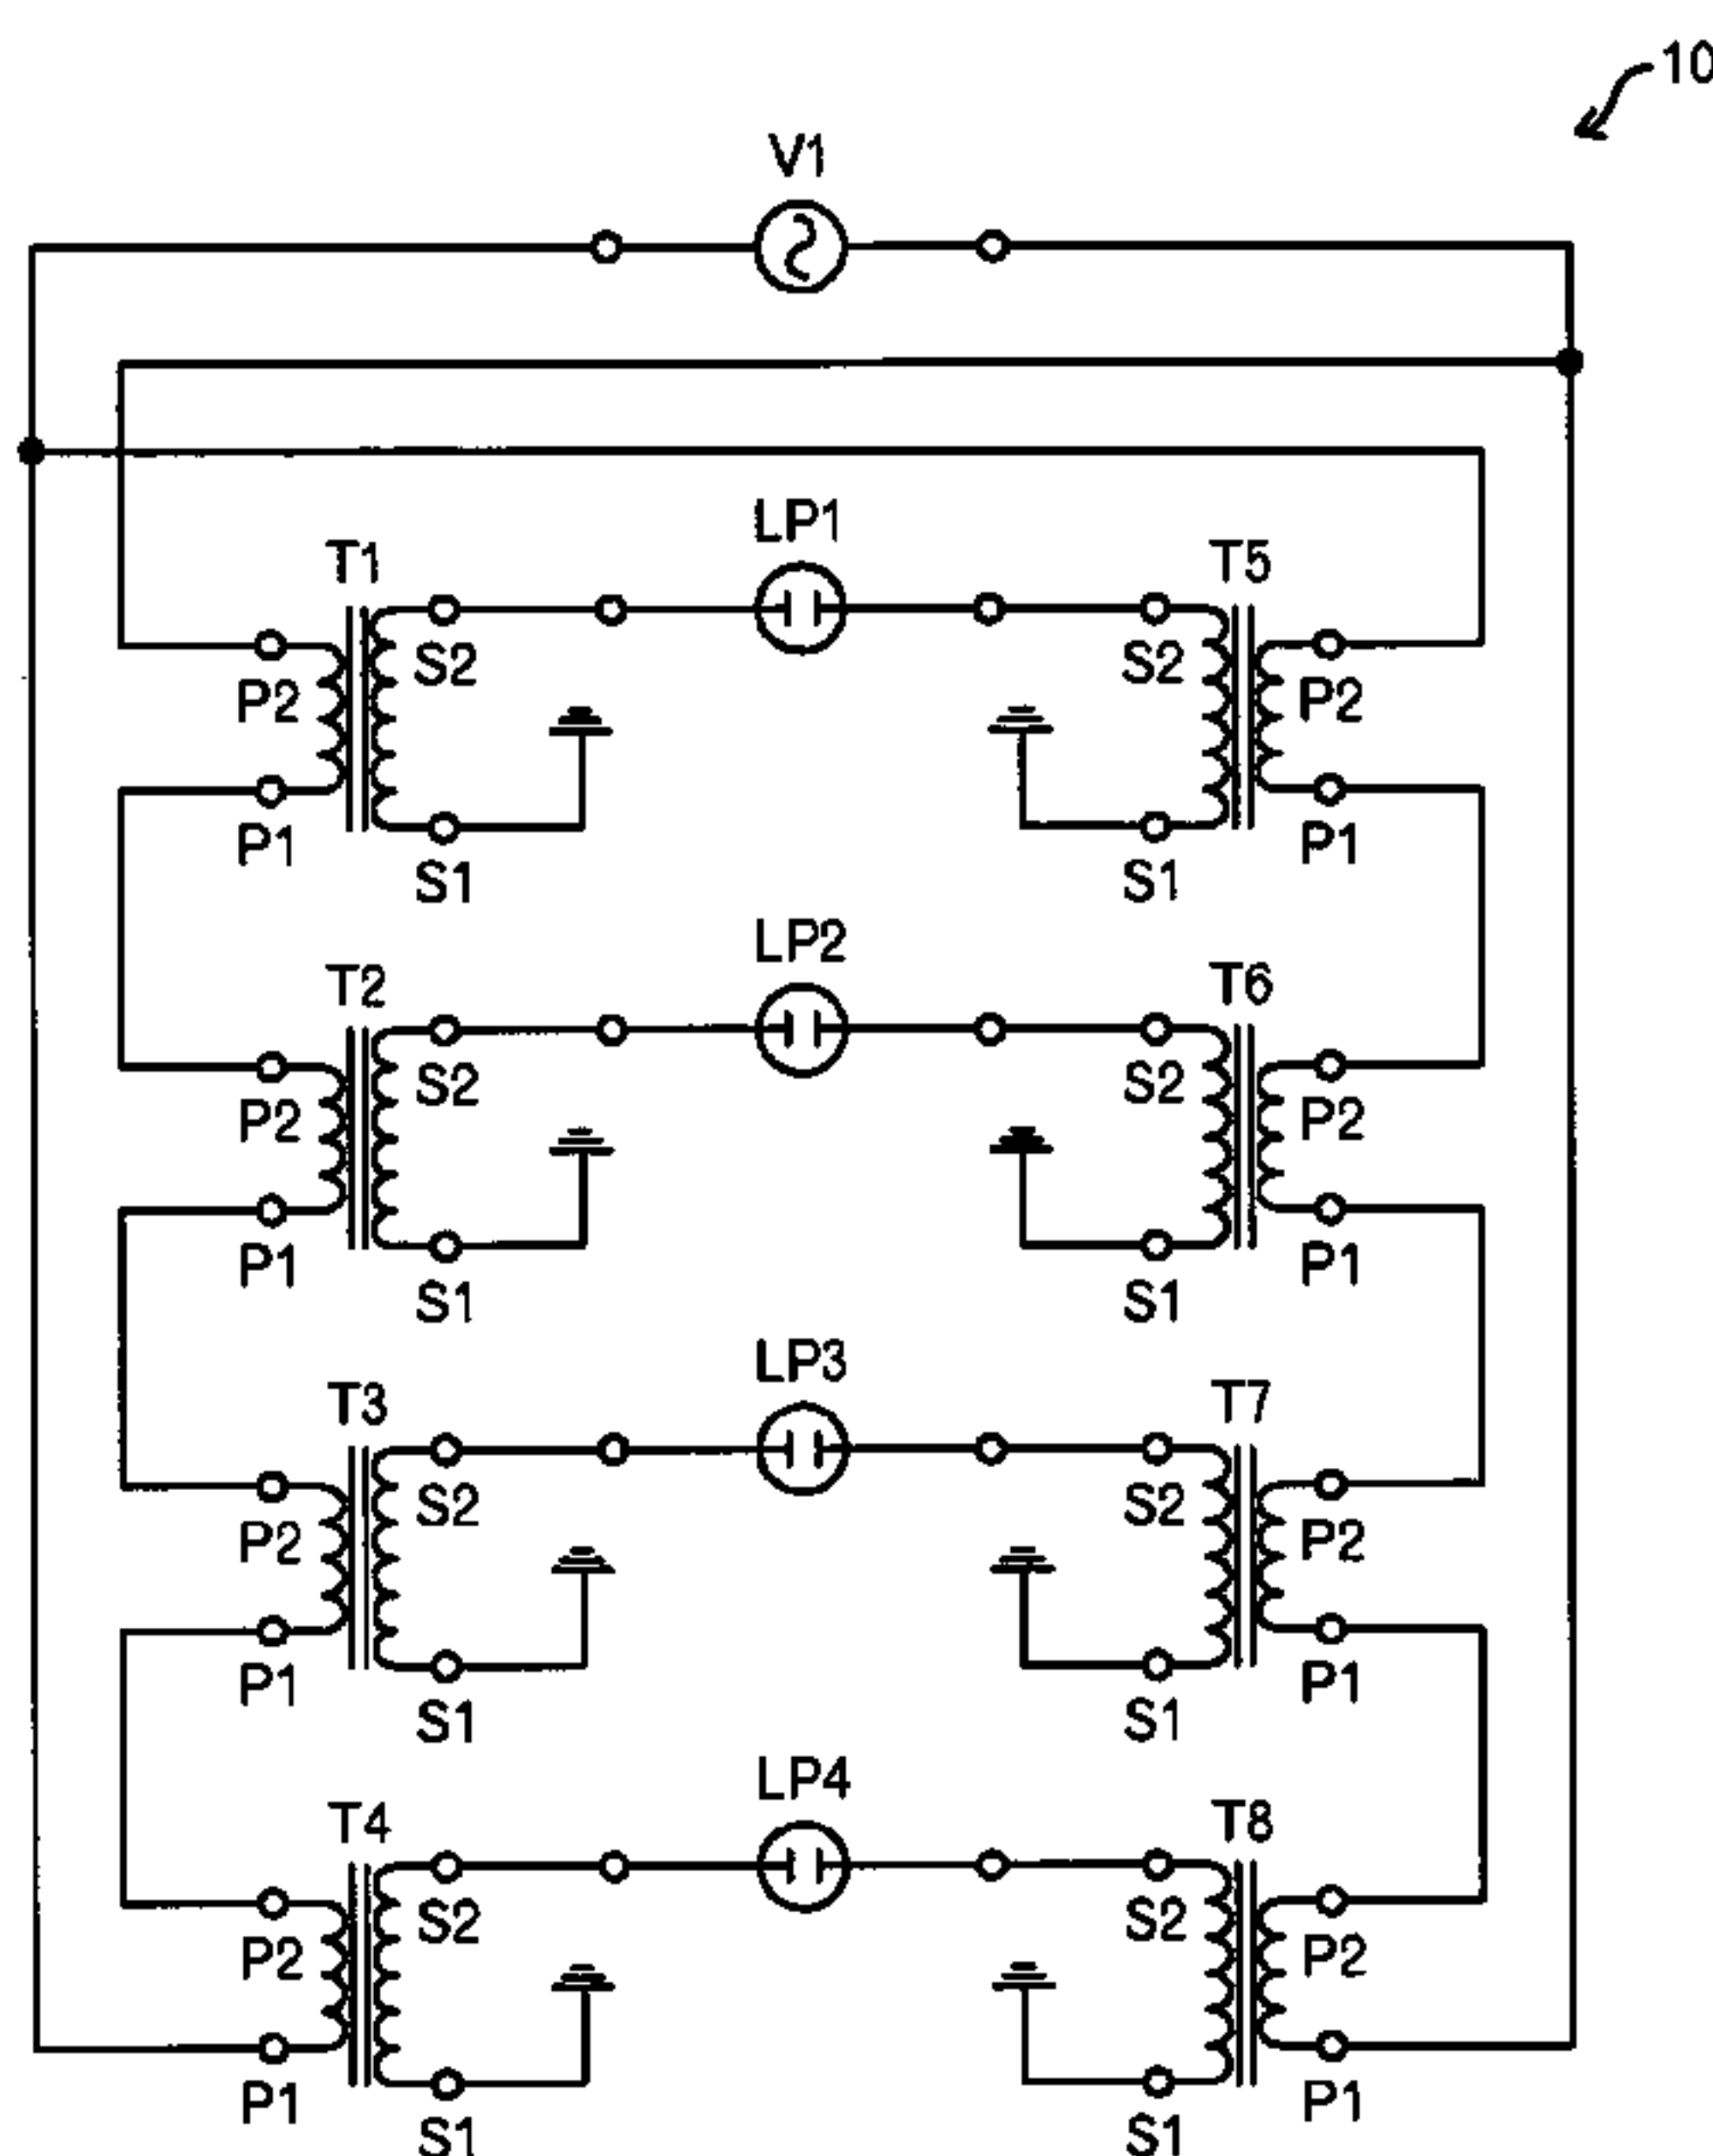 10
V1
LP1
T1 T5
S2 S2
P2 P2
P1 P1
S1 S1
LP2
T2 T6
S2 S2
P2 P2
P1 P1
S1 S1
LP3
T3 T7
S2 S2
P2 P2
P1 P1
S1 S1
LP4
T4 T8
S2 S2
P2 P2
P1 P1
S1 S1